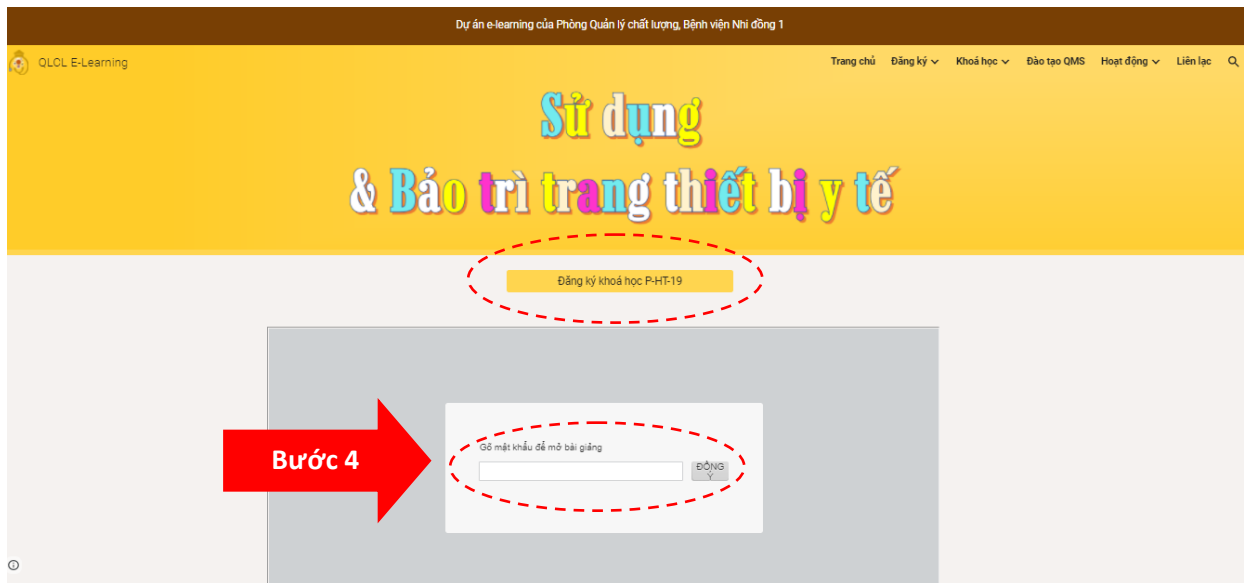 Dự án e-learning của Phòng Quản lý chất lượng, Bệnh viện Nhi đồng 1
QLCL E-Learning
Trang chủ Đăng ký Khoá học Đào tạo QMS Hoạt động Liên lạc
Sử dụng
& Bảo trì trang thiết bị y tế
Đăng ký khoá học P-HT-19
Gõ mật khẩu để mở bài giảng
Bước 4
ĐỒNG
Ý